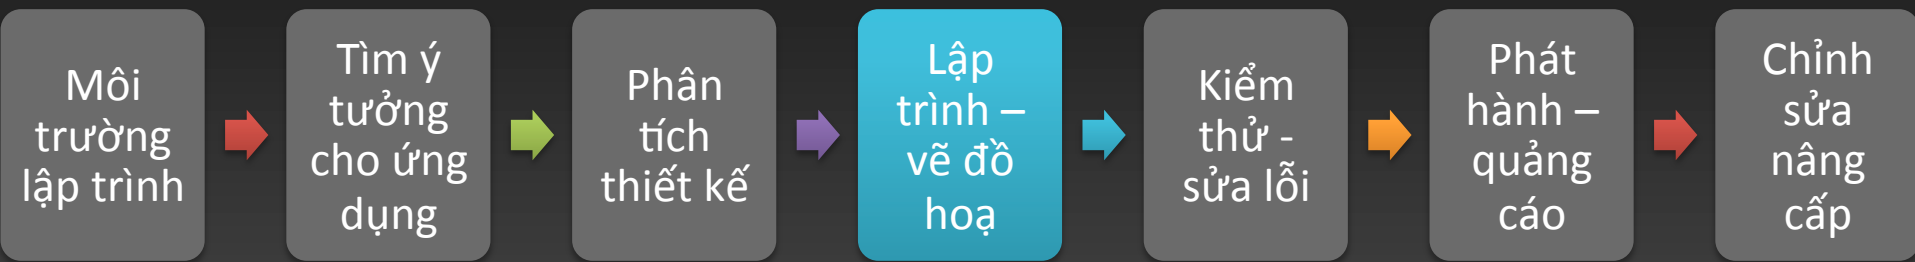 Môi
trường
lập trình
Tìm ý
tưởng
cho ứng
dụng
Phân
tích
thiết kế
Lập
trình –
vẽ đồ
hoạ
Kiểm
thử -
sửa lỗi
Phát
hành –
quảng
cáo
Chỉnh
sửa
nâng
cấp